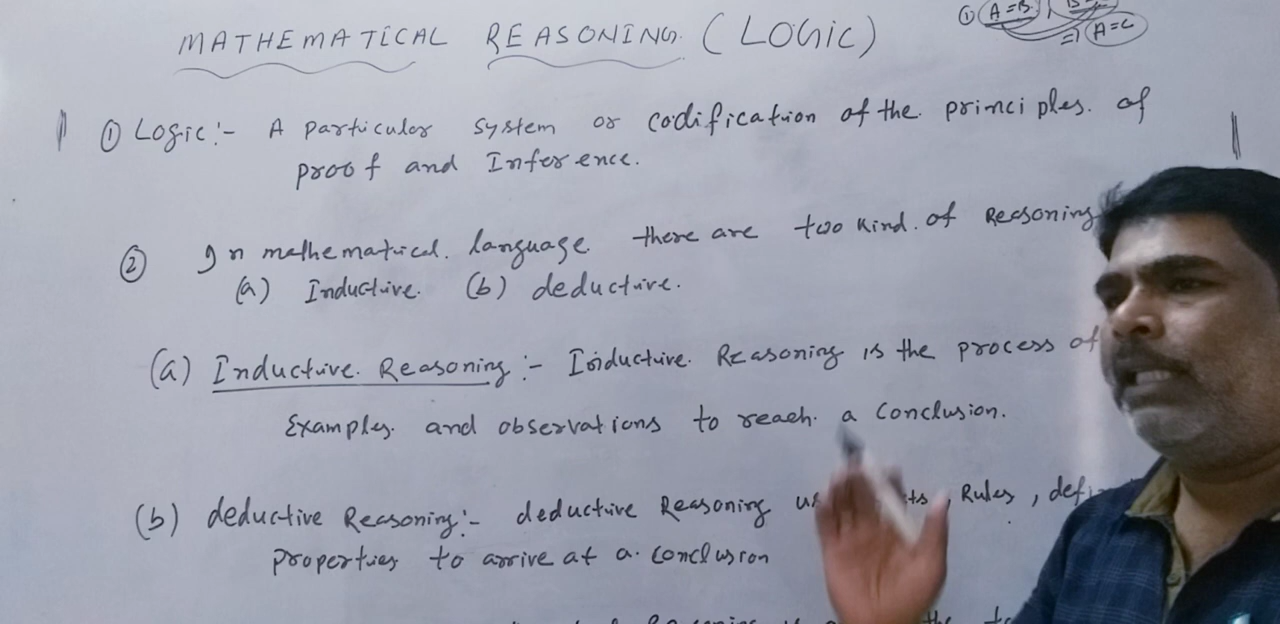 MATHEMATICAL REASONING (LOGIC)
① A=B,
⇒ A=C
① Logic:- A particular system or codification of the principles of
proof and Inference.
② In mathematical language there are two kind of Reasoning
(a) Inductive (b) deductive.
(a) Inductive Reasoning:- Inductive Reasoning is the process of
Examples and observations to reach a conclusion.
(b) deductive Reasoning:- deductive Reasoning Rules,
properties to arrive at a conclusion
Reasoning the